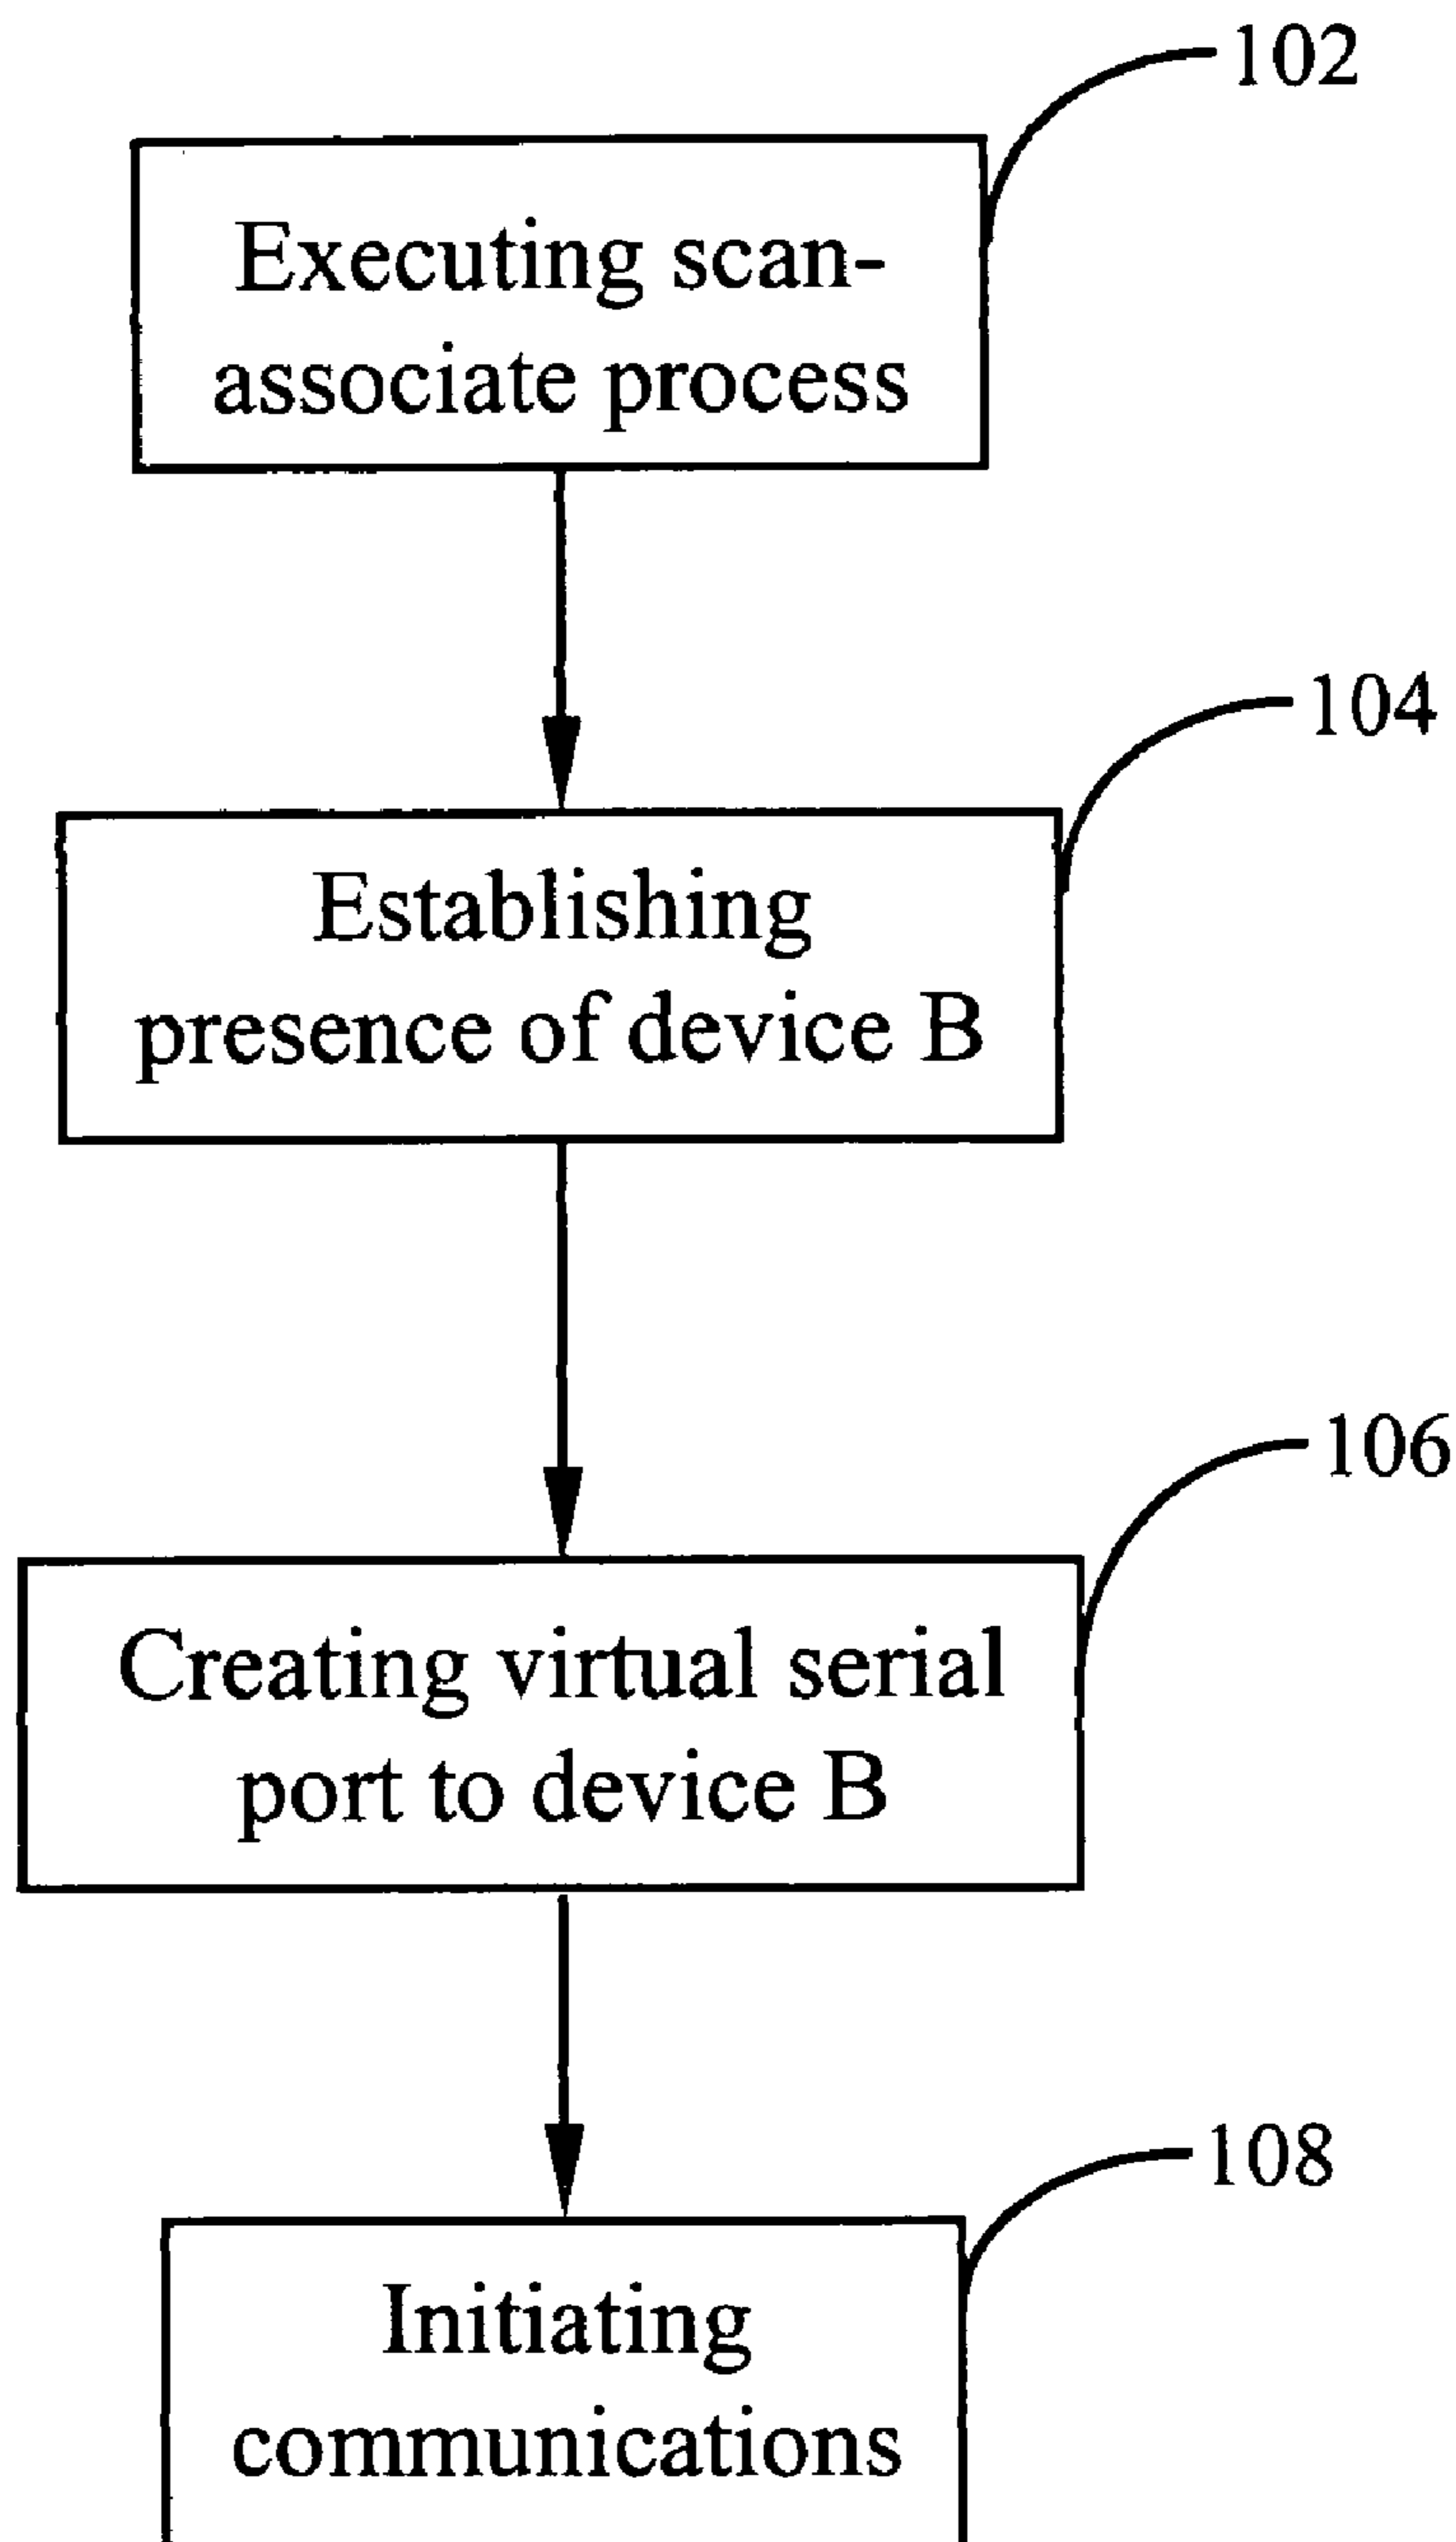 102
Executing scan-
associate process
104
Establishing
presence of device B
106
Creating virtual serial
port to device B
108
Initiating
communications